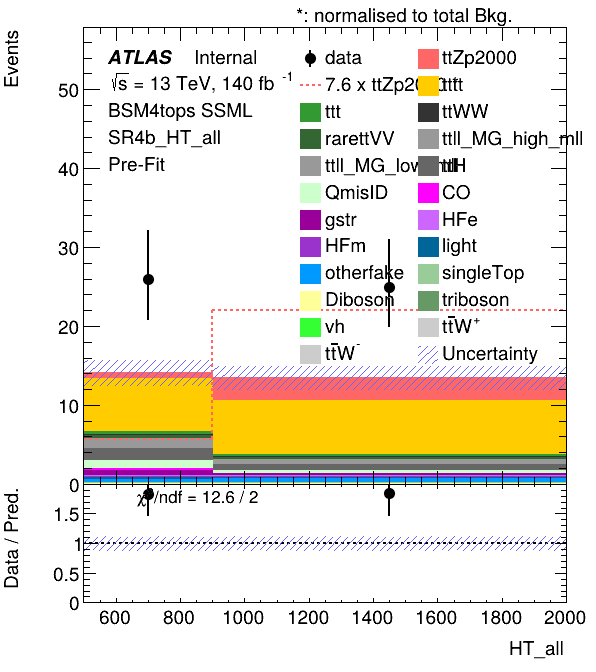 *: normalised to total Bkg.
Events
ATLAS Internal
√s = 13 TeV, 140 fb⁻¹
BSM4tops SSML
SR4b_HT_all
Pre-Fit
data
ttZp2000
7.6 x ttZp2000
tttt
ttt
ttWW
rarettVV
ttll_MG_high_mll
ttll_MG_low_mll
ttH
QmisID
CO
gstr
HFe
HFm
light
otherfake
singleTop
Diboson
triboson
vh
tt̄W⁺
tt̄W⁻
Uncertainty
50
40
30
20
10
0
χ²/ndf = 12.6 / 2
Data / Pred.
1.5
1
0.5
0
600 800 1000 1200 1400 1600 1800 2000
HT_all